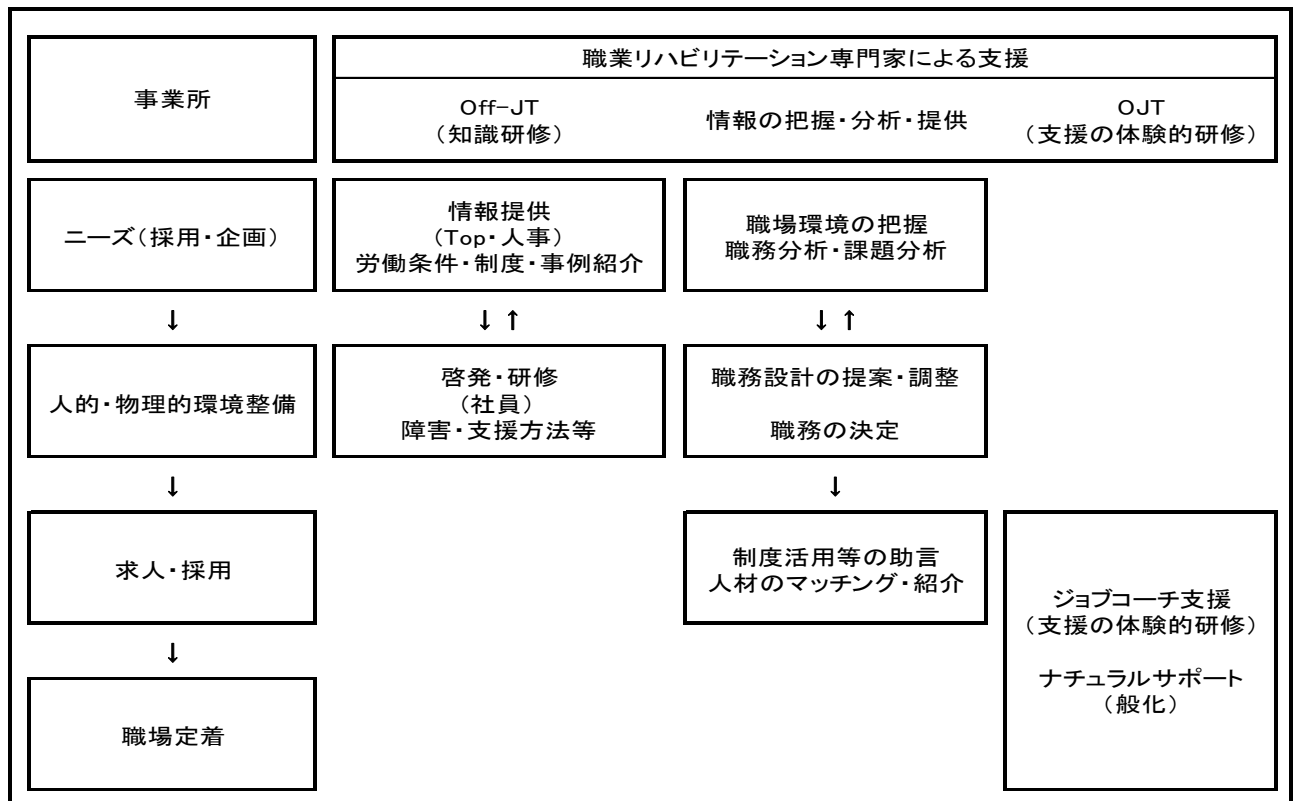 事業所
職業リハビリテーション専門家による支援
Off-JT
(知識研修)
情報の把握・分析・提供
OJT
(支援の体験的研修)
ニーズ(採用・企画)
情報提供
(Top・人事)
労働条件・制度・事例紹介
職場環境の把握
職務分析・課題分析
↓
↓ ↑
↓ ↑
人的・物理的環境整備
啓発・研修
(社員)
障害・支援方法等
職務設計の提案・調整
職務の決定
↓
↓
求人・採用
制度活用等の助言
人材のマッチング・紹介
ジョブコーチ支援
(支援の体験的研修)
ナチュラルサポート
(般化)
↓
職場定着